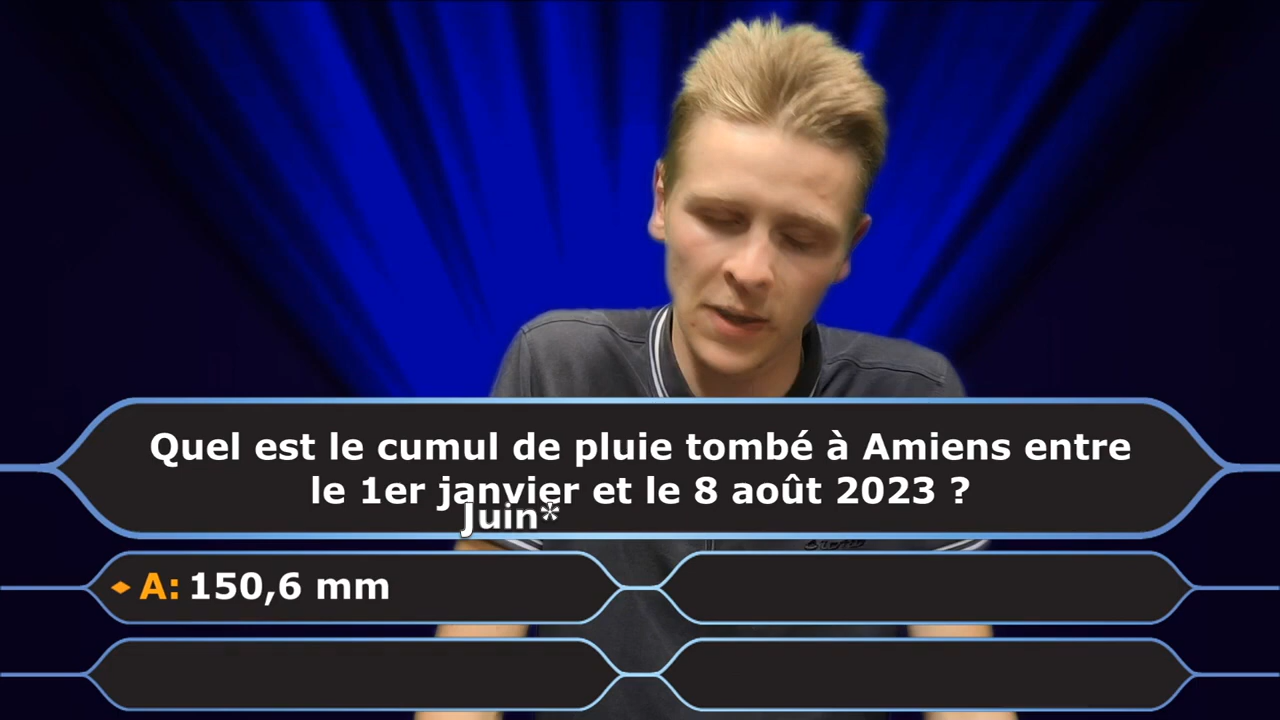 Quel est le cumul de pluie tombé à Amiens entre
le 1er janvier et le 8 août 2023 ?
Juin*
A: 150,6 mm